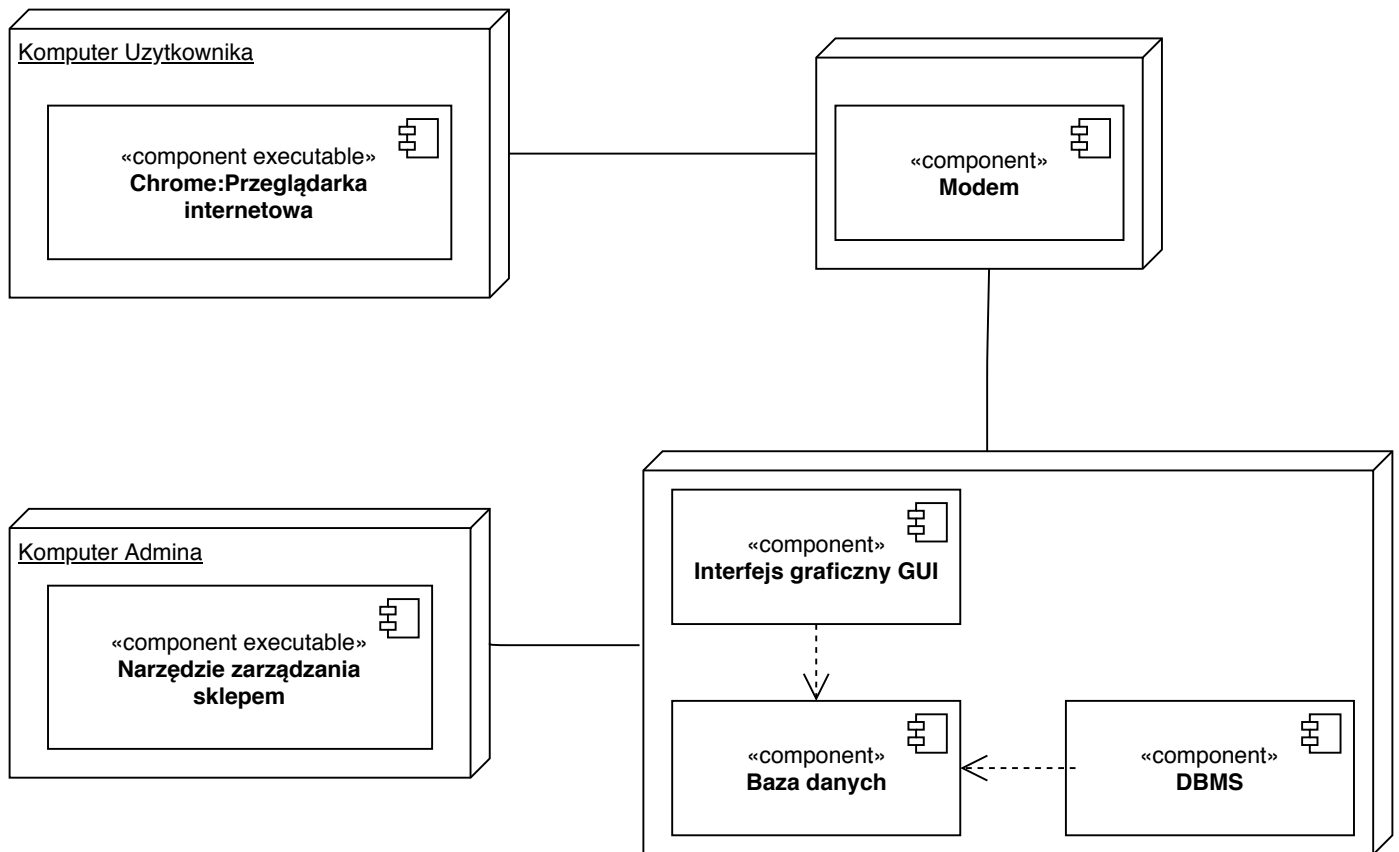 Komputer Uzytkownika
«component executable»
Chrome:Przeglądarka
internetowa
«component»
Modem
Komputer Admina
«component executable»
Narzędzie zarządzania
sklepem
«component»
Interfejs graficzny GUI
«component»
Baza danych
«component»
DBMS